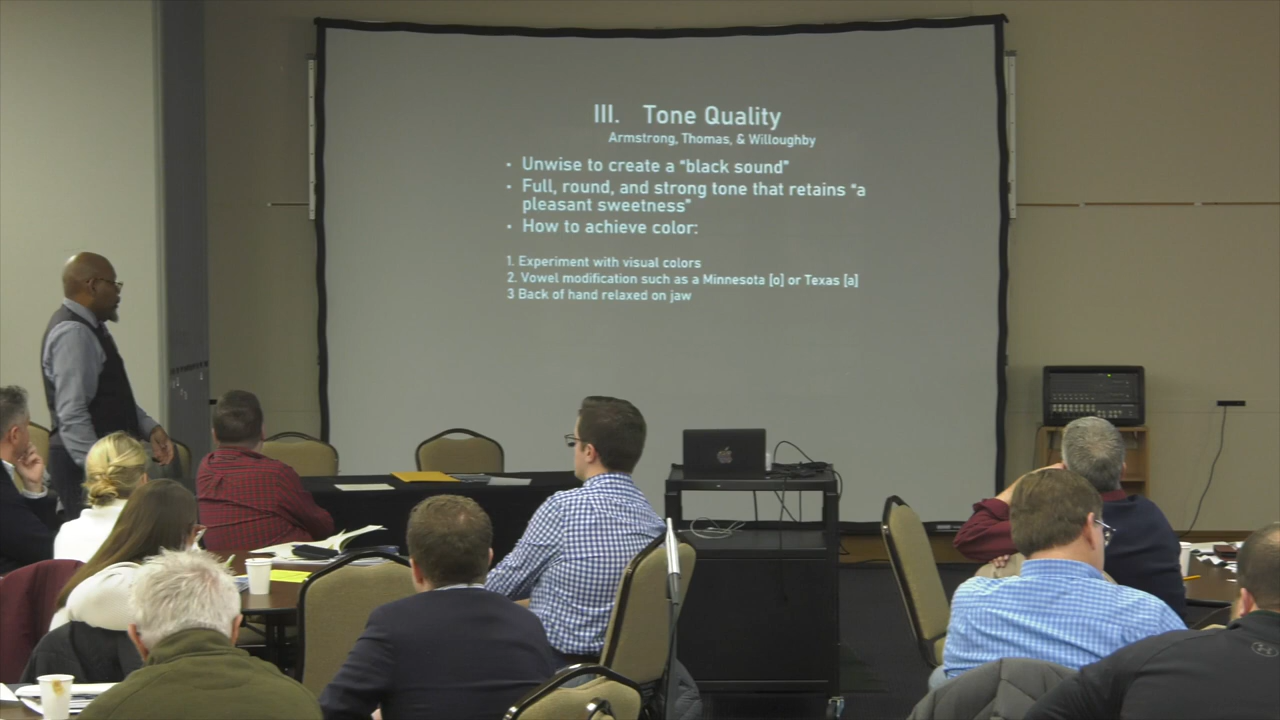 III. Tone Quality
Armstrong, Thomas, & Willoughby
• Unwise to create a "black sound"
• Full, round, and strong tone that retains "a
pleasant sweetness"
• How to achieve color:
1. Experiment with visual colors
2. Vowel modification such as a Minnesota [o] or Texas [a]
3 Back of hand relaxed on jaw